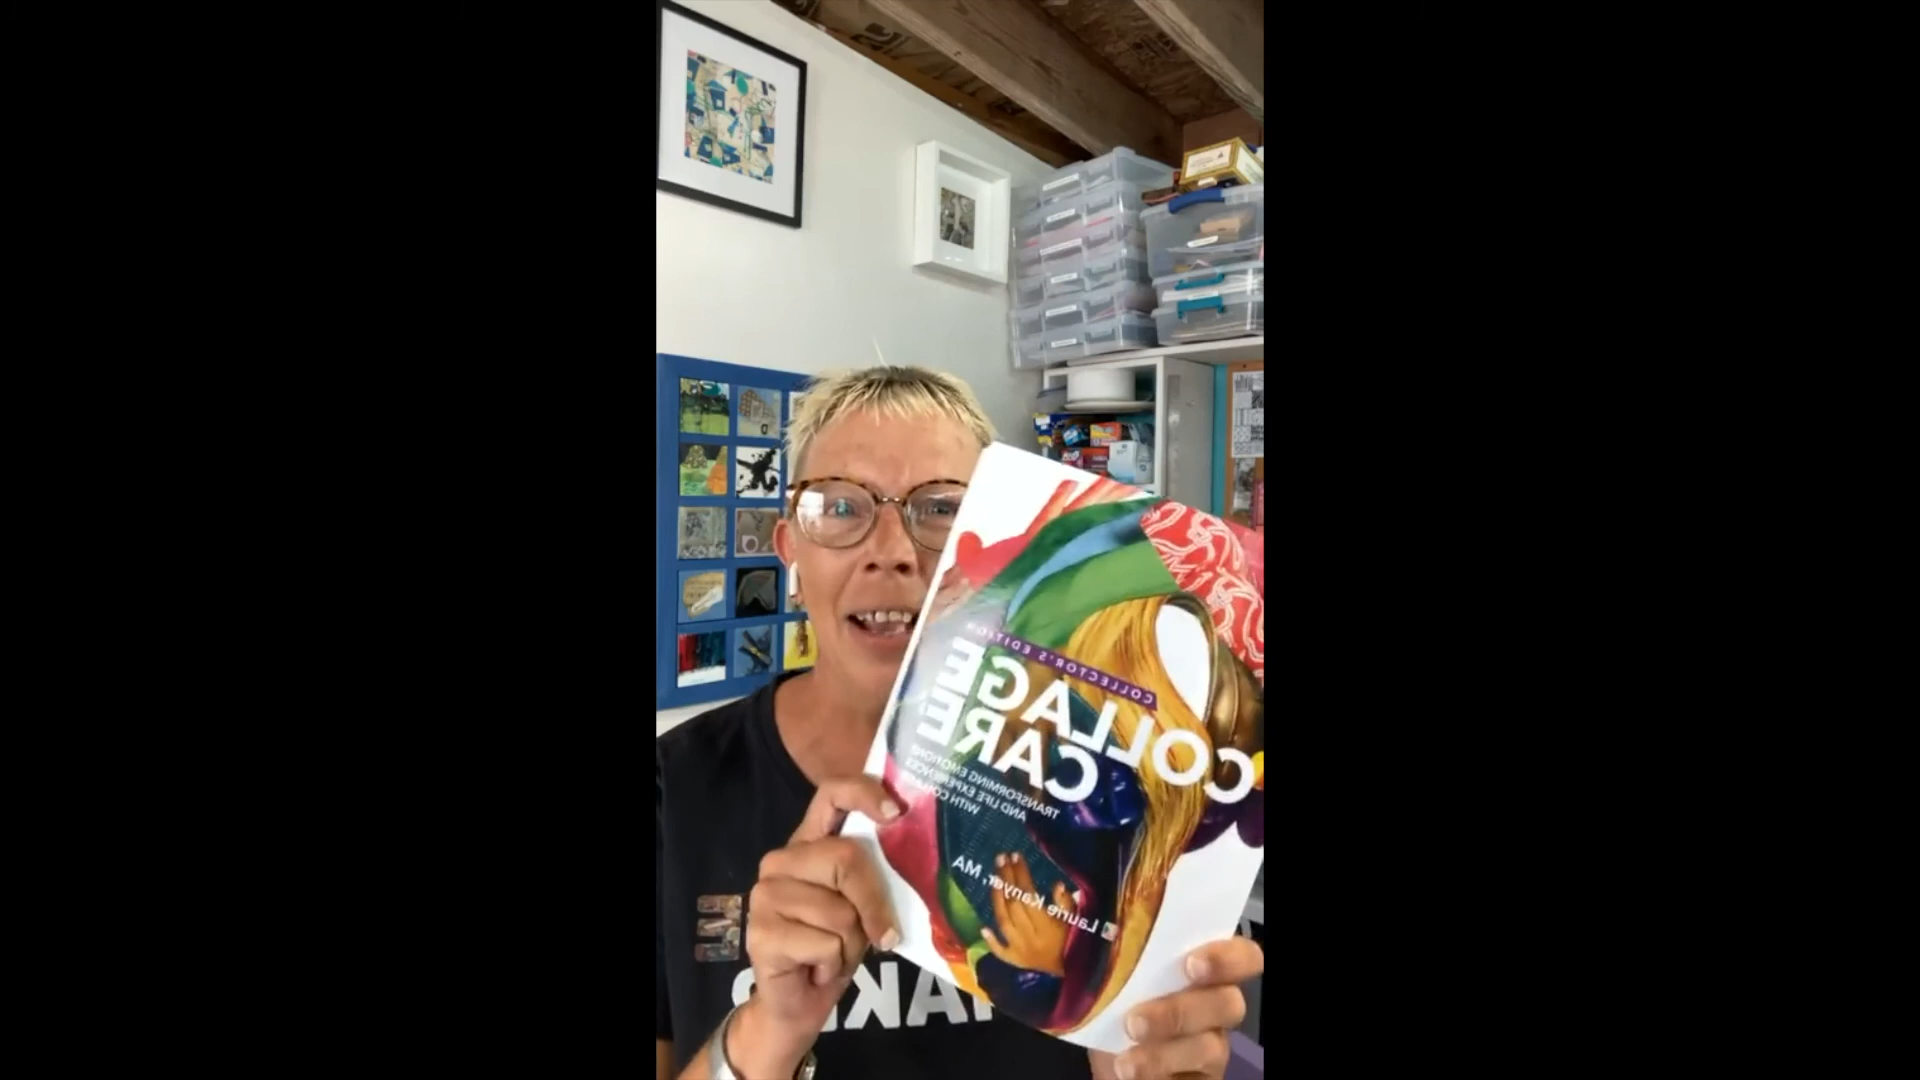 COLLECTOR'S EDITION
COLLAGE
CARE
TRANSFORMING EMOTIONS
AND LIFE EXPERIENCES
WITH
Laurie Kanyer, MA